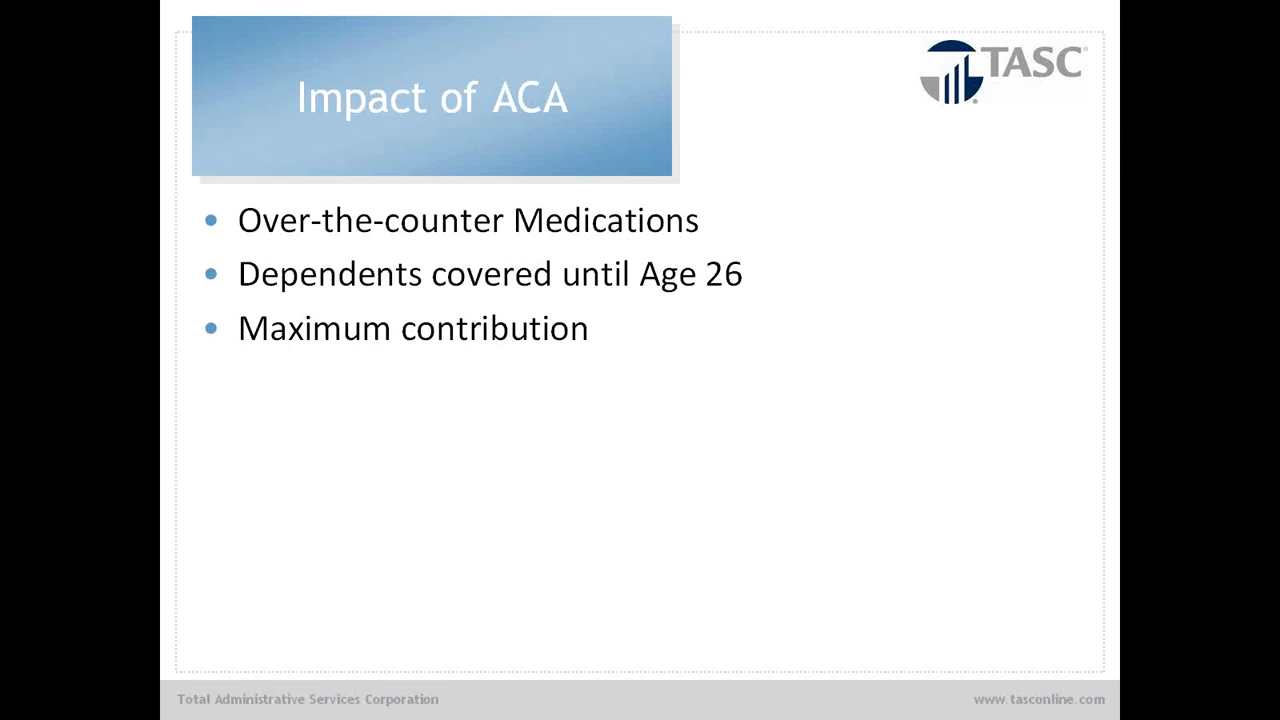 Impact of ACA
TASC®
• Over-the-counter Medications
• Dependents covered until Age 26
• Maximum contribution
Total Administrative Services Corporation
www.tasconline.com